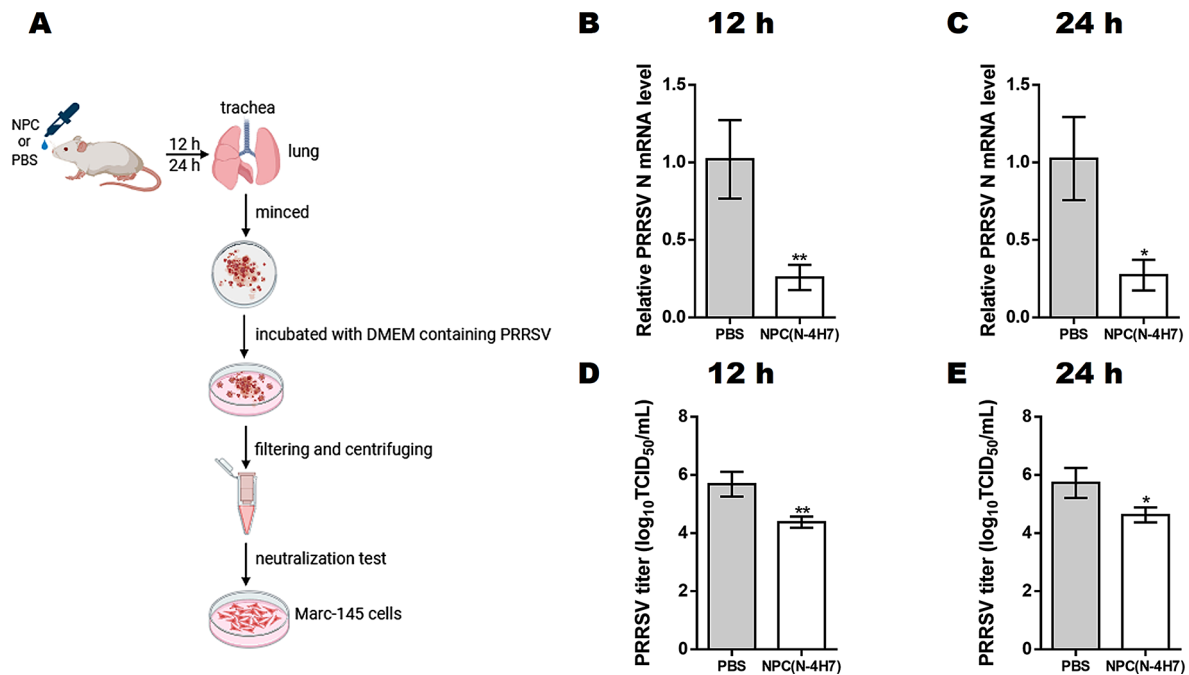 A
NPC
or
PBS
12 h
24 h
trachea
lung
minced
incubated with DMEM containing PRRSV
filtering and centrifuging
neutralization test
Marc-145 cells
B
12 h
Relative PRRSV N mRNA level
1.5
1.0
0.5
0.0
**
PBS
NPC(N-4H7)
C
24 h
Relative PRRSV N mRNA level
1.5
1.0
0.5
0.0
*
PBS
NPC(N-4H7)
D
12 h
PRRSV titer (log₁₀TCID₅₀/mL)
8
6
4
2
0
**
PBS
NPC(N-4H7)
E
24 h
PRRSV titer (log₁₀TCID₅₀/mL)
8
6
4
2
0
*
PBS
NPC(N-4H7)